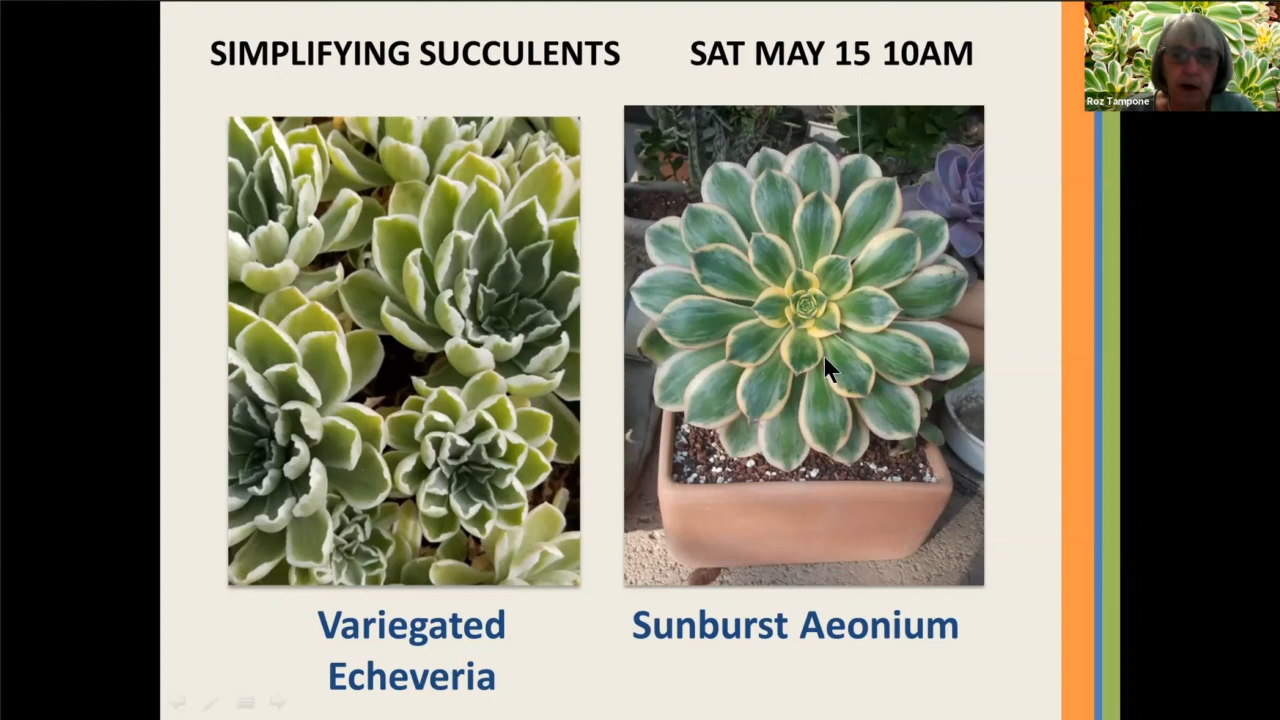 SIMPLIFYING SUCCULENTS SAT MAY 15 10AM
Roz Tampone
Variegated
Echeveria
Sunburst Aeonium